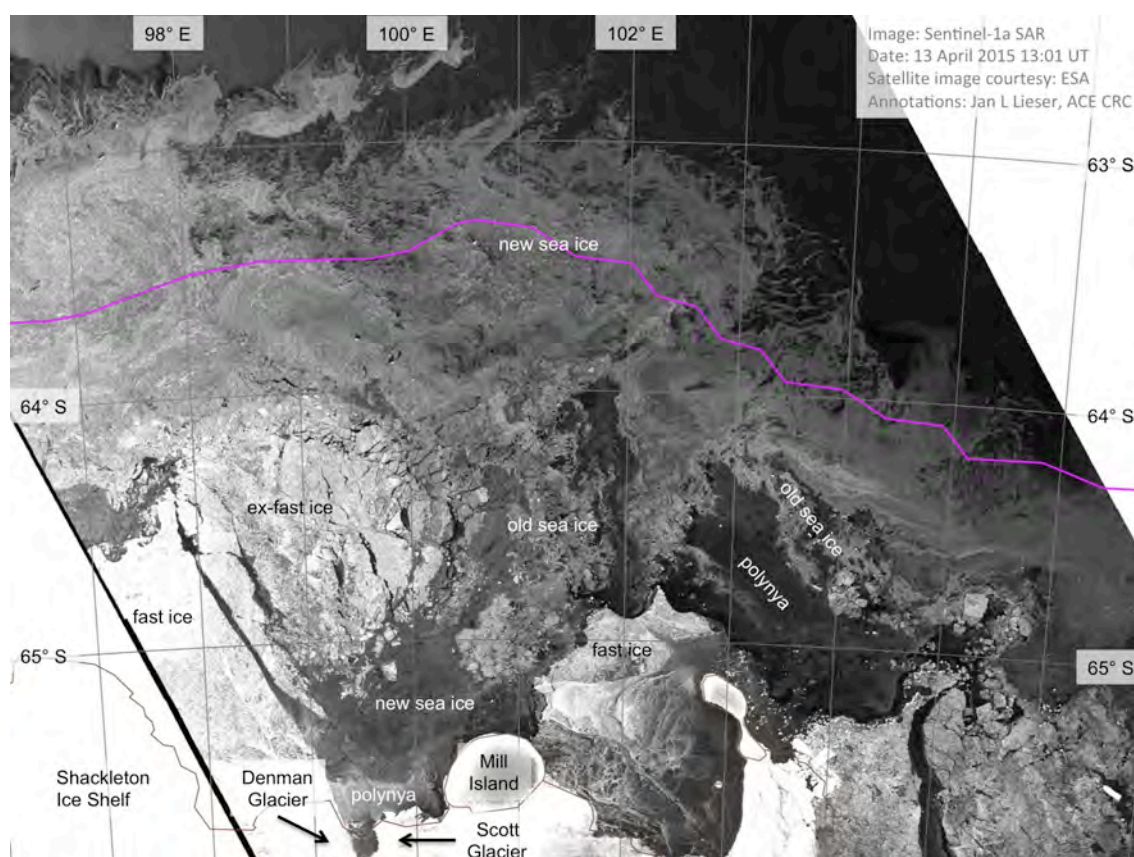 98° E
100° E
102° E
Image: Sentinel-1a SAR
Date: 13 April 2015 13:01 UT
Satellite image courtesy: ESA
Annotations: Jan L Lieser, ACE CRC
63° S
new sea ice
64° S
64° S
ex-fast ice
old sea ice
old sea ice
polynya
fast ice
fast ice
65° S
65° S
new sea ice
Shackleton
Ice Shelf
Denman
Glacier
polynya
Mill
Island
Scott
Glacier